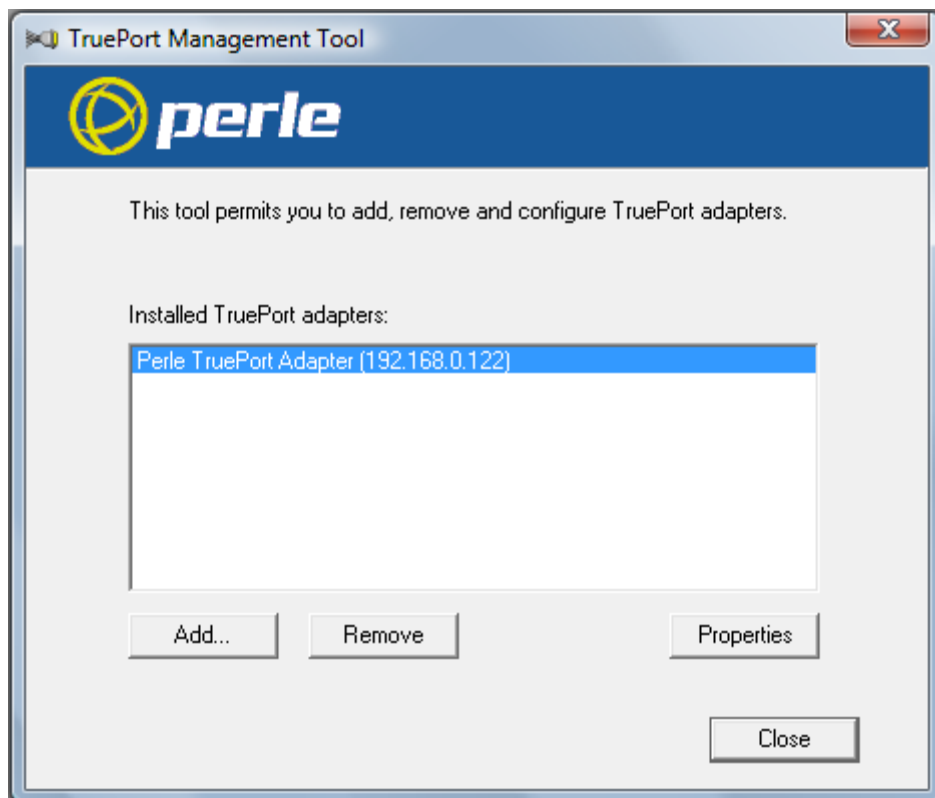 TruePort Management Tool
perle
This tool permits you to add, remove and configure TruePort adapters.
Installed TruePort adapters:
Perle TruePort Adapter (192.168.0.122)
Add...
Remove
Properties
Close